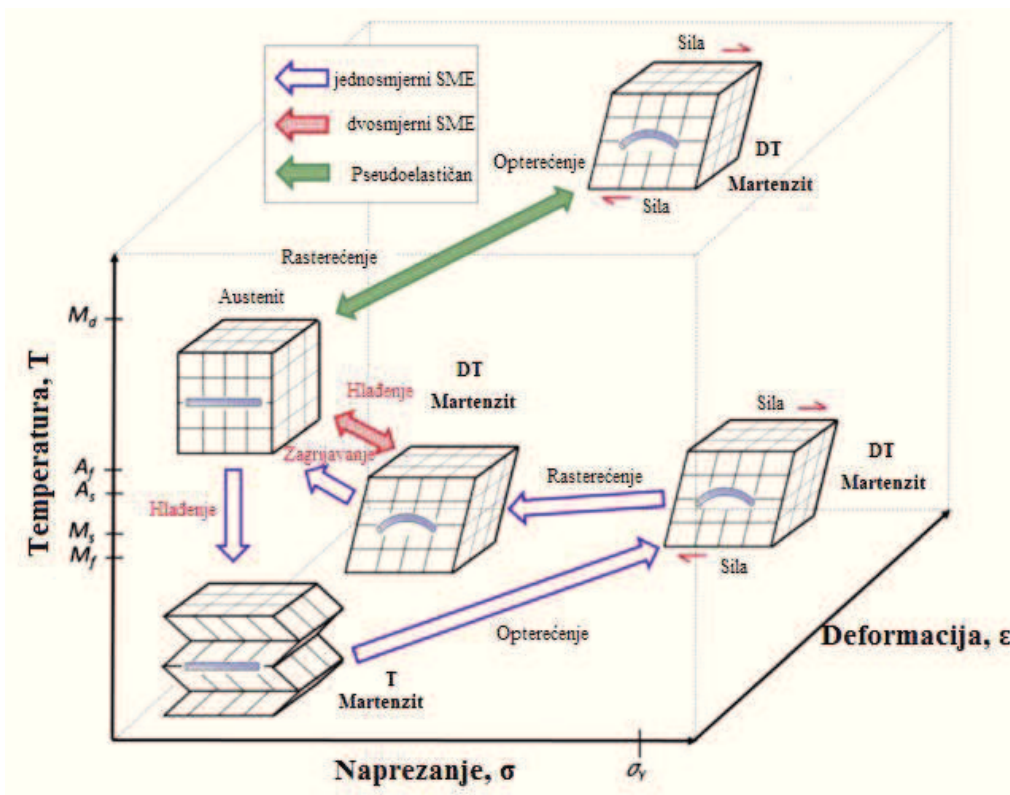 jednosmjerni SME
dvosmjerni SME
Pseudoelastičan
Sila
Opterećenje
DT
Martenzit
Sila
Rasterećenje
Austenit
M_d
Hlađenje
DT
Martenzit
Zagrijavanje
Sila
Rasterećenje
DT
Martenzit
A_f
A_s
Hlađenje
M_s
M_f
Sila
Temperatura, T
Opterećenje
Deformacija, ε
T
Martenzit
Naprezanje, σ
σ_Y